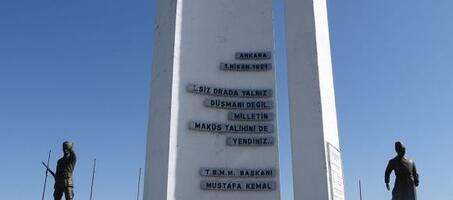 ANKARA
1.NİSAN.1921
..SİZ ORADA YALNIZ
DÜŞMANI DEĞİL,
MİLLETİN
MAKÛS TALİHİNİ DE
YENDİNİZ..
T.B.M.M. BAŞKANI
MUSTAFA KEMAL